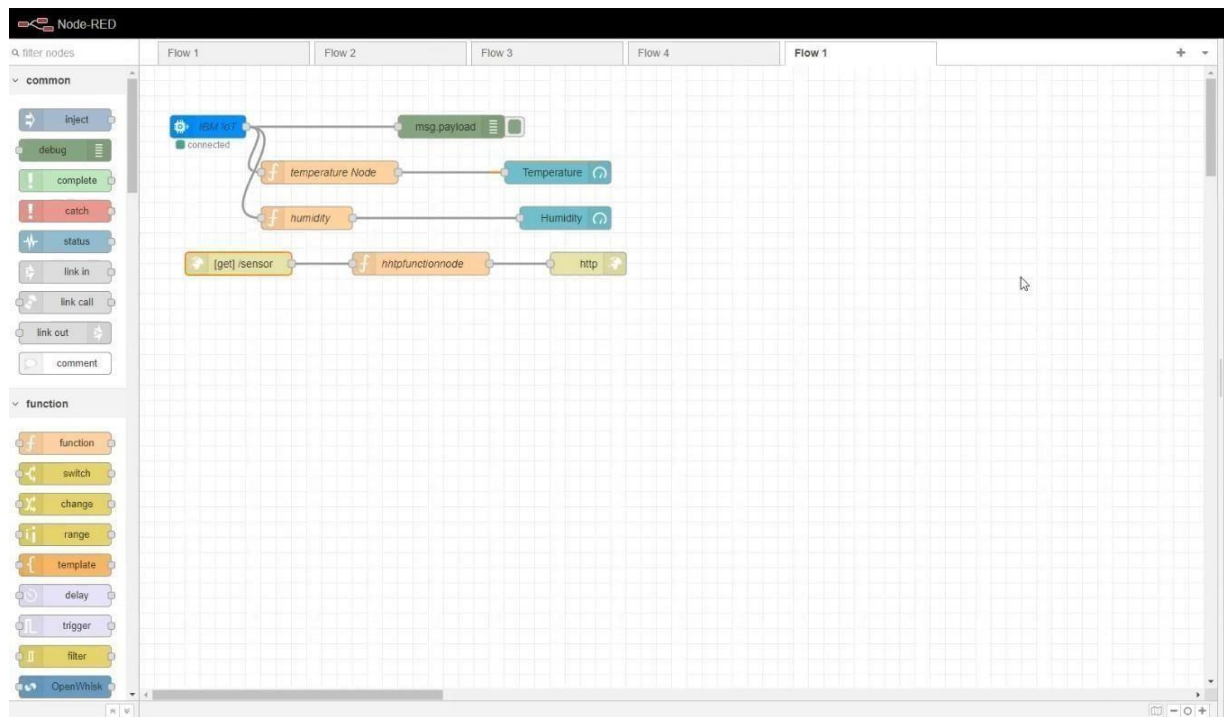 Node-RED
filter nodes
Flow 1
Flow 2
Flow 3
Flow 4
Flow 1
common
inject
debug
complete
catch
status
link in
link call
link out
comment
function
function
switch
change
range
template
delay
trigger
filter
OpenWhisk
IBM IoT
connected
msg.payload
temperature Node
Temperature
humidity
Humidity
[get] /sensor
hhtpfunctionnode
http